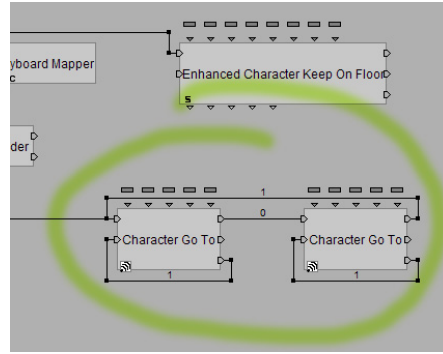 yboard Mapper
c
Enhanced Character Keep On Floor
s
der
1
0
Character Go To
Character Go To
1
1